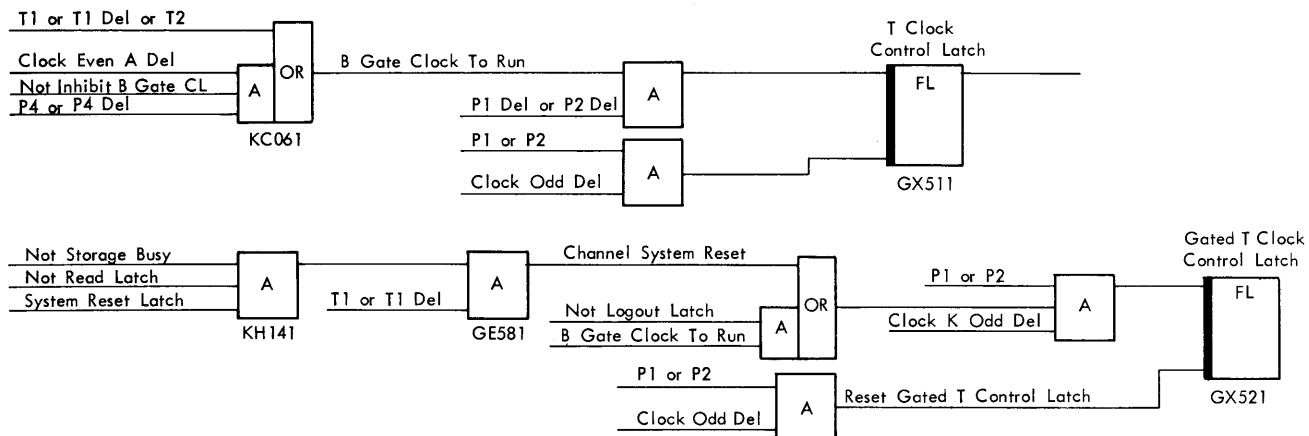 T1 or T1 Del or T2
Clock Even A Del
Not Inhibit B Gate CL
P4 or P4 Del
A
OR
KC061
B Gate Clock To Run
P1 Del or P2 Del
A
P1 or P2
Clock Odd Del
A
T Clock
Control Latch
FL
GX511
Not Storage Busy
Not Read Latch
System Reset Latch
A
KH141
T1 or T1 Del
A
GE581
Channel System Reset
Not Logout Latch
B Gate Clock To Run
A
OR
P1 or P2
Clock K Odd Del
A
P1 or P2
Clock Odd Del
A
Reset Gated T Control Latch
Gated T Clock
Control Latch
FL
GX521